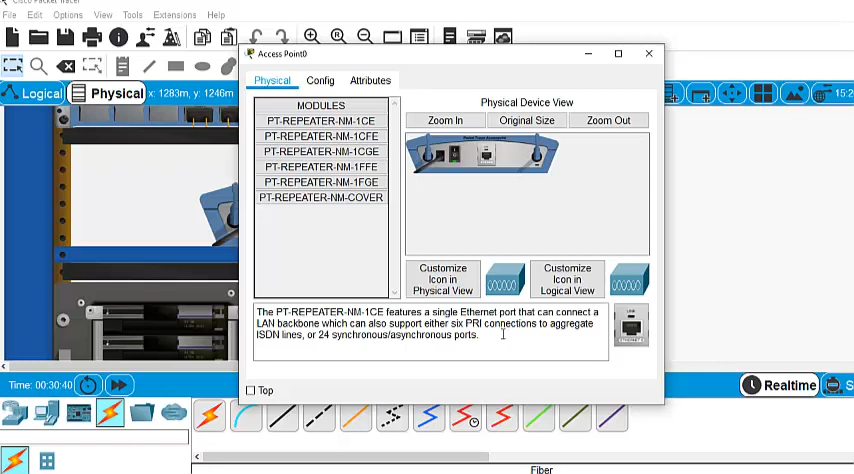 Cisco Packet Tracer
File Edit Options View Tools Extensions Help
Access Point0
Physical Config Attributes
Logical Physical x: 1283m, y: 1246m
MODULES
PT-REPEATER-NM-1CE
PT-REPEATER-NM-1CFE
PT-REPEATER-NM-1CGE
PT-REPEATER-NM-1FFE
PT-REPEATER-NM-1FGE
PT-REPEATER-NM-COVER
Physical Device View
Zoom In Original Size Zoom Out
Customize
Icon in
Physical View
Customize
Icon in
Logical View
The PT-REPEATER-NM-1CE features a single Ethernet port that can connect a
LAN backbone which can also support either six PRI connections to aggregate
ISDN lines, or 24 synchronous/asynchronous ports.
Top
Time: 00:30:40
Realtime
S
Fiber